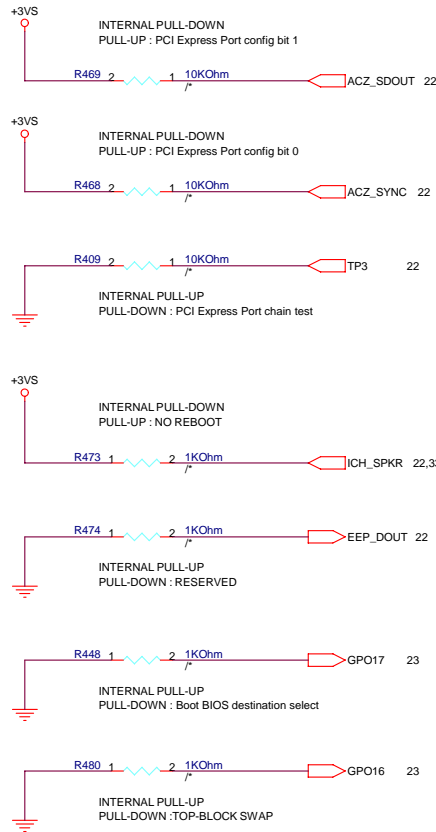 +3VS
INTERNAL PULL-DOWN
PULL-UP : PCI Express Port config bit 1
R469 2 1 10KOhm
/*
ACZ_SDOUT 22
+3VS
INTERNAL PULL-DOWN
PULL-UP : PCI Express Port config bit 0
R468 2 1 10KOhm
/*
ACZ_SYNC 22
R409 2 1 10KOhm
/*
TP3 22
INTERNAL PULL-UP
PULL-DOWN : PCI Express Port chain test
+3VS
INTERNAL PULL-DOWN
PULL-UP : NO REBOOT
R473 1 2 1KOhm
/*
ICH_SPKR 22,3
R474 1 2 1KOhm
/*
EEP_DOUT 22
INTERNAL PULL-UP
PULL-DOWN : RESERVED
R448 1 2 1KOhm
/*
GPO17 23
INTERNAL PULL-UP
PULL-DOWN : Boot BIOS destination select
R480 1 2 1KOhm
/*
GPO16 23
INTERNAL PULL-UP
PULL-DOWN :TOP-BLOCK SWAP